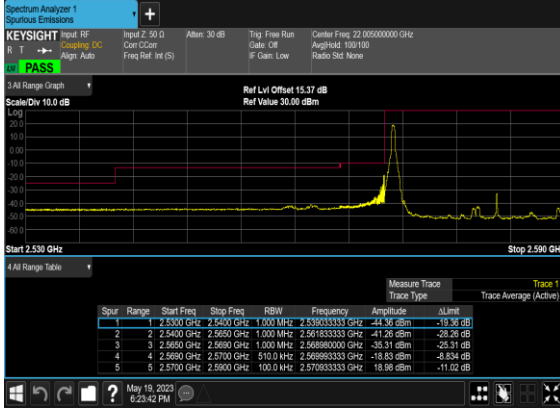 Spectrum Analyzer 1
Spurious Emissions
+
KEYSIGHT Input: RF Input Z: 50 Ω Atten: 30 dB Trig: Free Run Center Freq: 22.005000000 GHz
R T Coupling: DC Corr CCorr Gate: Off Avg|Hold: 100/100
Align: Auto Freq Ref: Int (S) IF Gain: Low Radio Std: None
PASS
3.All Range Graph
Ref Lvl Offset 15.37 dB
Scale/Div 10.0 dB Ref Value 30.00 dBm
Log
20.0
10.0
0.00
-10.0
-20.0
-30.0
-40.0
-50.0
-60.0
Start 2.530 GHz Stop 2.590 GH
4.All Range Table
Measure Trace Trace 1
Trace Type Trace Average (Active)
Spur Range Start Freq Stop Freq RBW Frequency Amplitude ΔLimit
1 1 2.5300 GHz 2.5400 GHz 1.000 MHz 2.539033333 GHz -44.36 dBm -19.36 dB
2 2 2.5400 GHz 2.5650 GHz 1.000 MHz 2.561833333 GHz -41.26 dBm -28.26 dB
3 3 2.5650 GHz 2.5690 GHz 1.000 MHz 2.568980000 GHz -35.31 dBm -25.31 dB
4 4 2.5690 GHz 2.5700 GHz 510.0 kHz 2.569993333 GHz -18.83 dBm -8.834 dB
5 5 2.5700 GHz 2.5900 GHz 100.0 kHz 2.570933333 GHz 18.98 dBm -11.02 dB
? May 19, 2023
6:23:42 PM